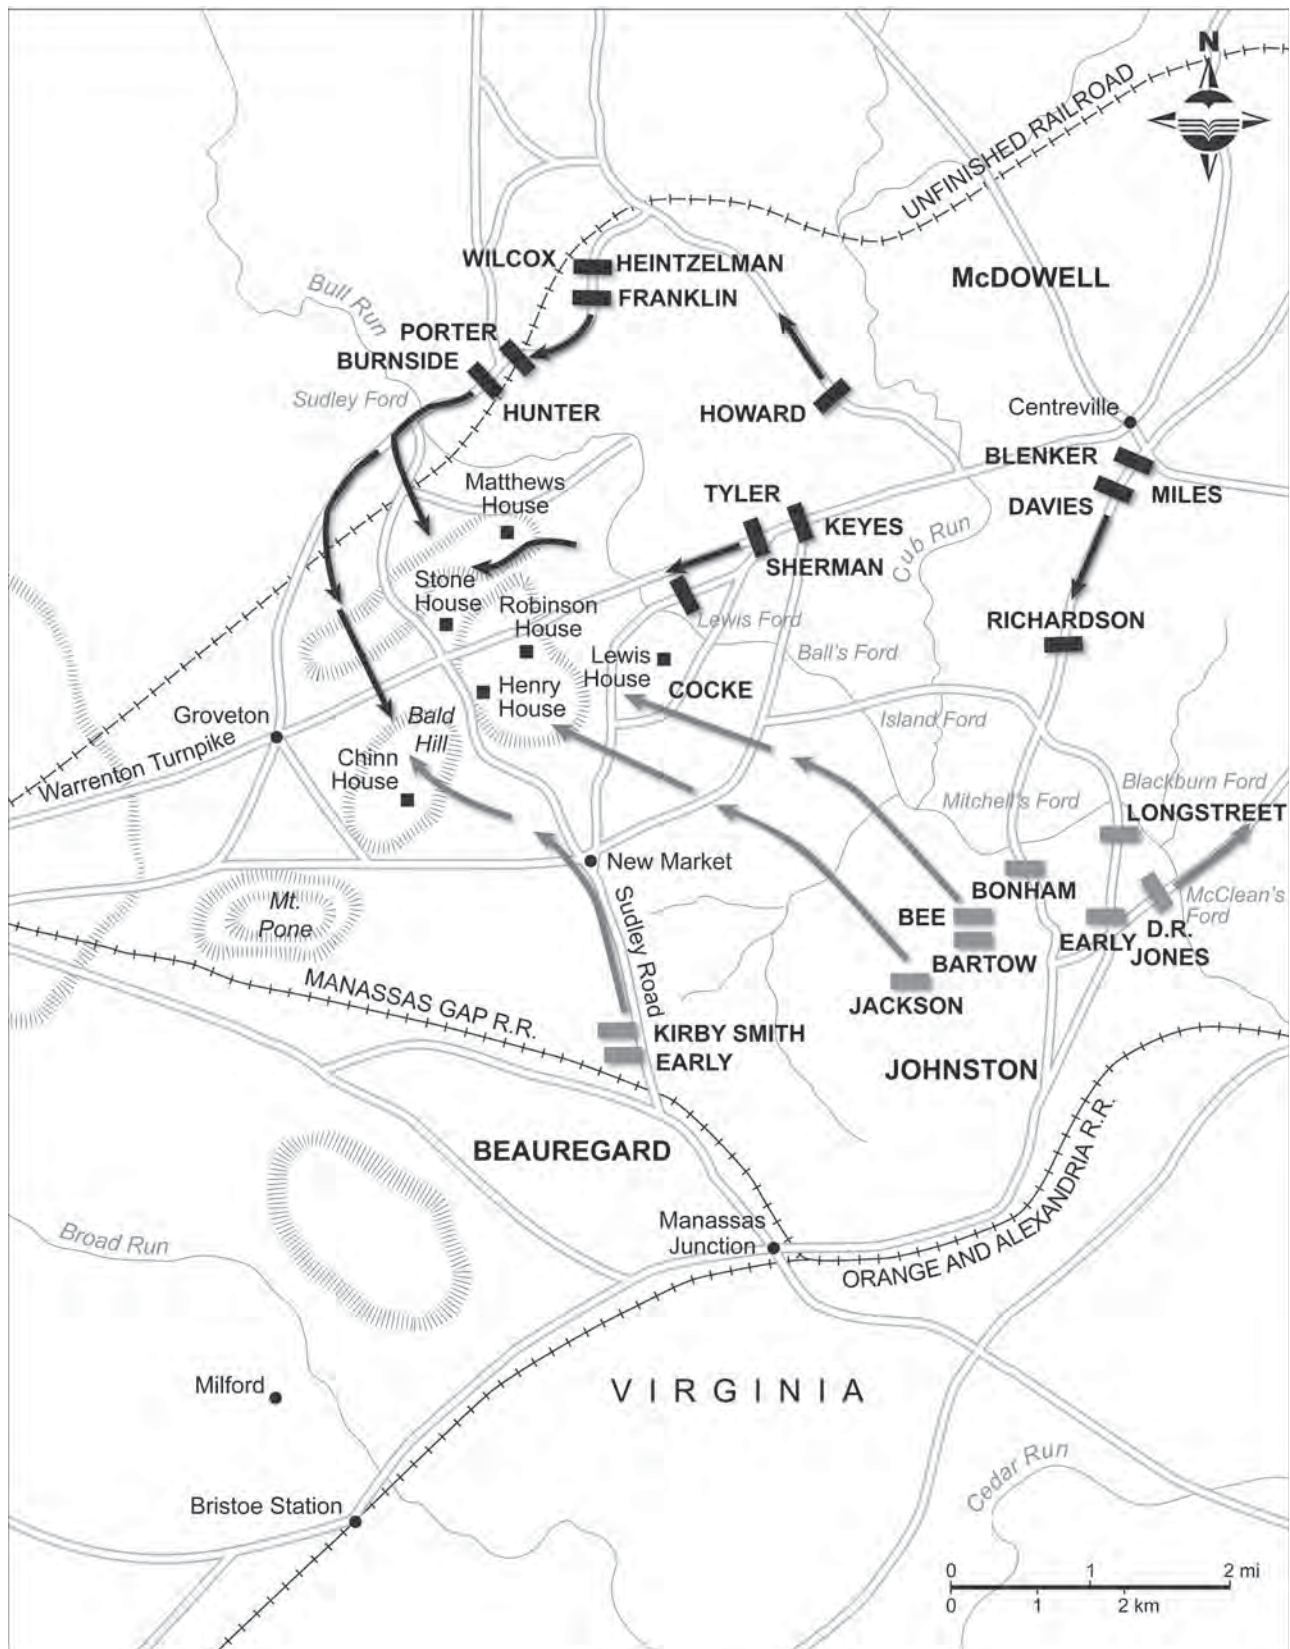 N
UNFINISHED RAILROAD
WILCOX
HEINTZELMAN
McDOWELL
FRANKLIN
Bull Run
PORTER
BURNSIDE
Sudley Ford
HUNTER
HOWARD
Centreville
BLENKER
DAVIES
MILES
Matthews
House
TYLER
KEYES
SHERMAN
Cub Run
Stone
House
Robinson
House
Lewis Ford
RICHARDSON
Lewis
House
Ball's Ford
COCKE
Henry
House
Groveton
Bald
Hill
Island Ford
Warrenton Turnpike
Chinn
House
Blackburn Ford
Mitchell's Ford
LONGSTREET
New Market
BONHAM
McClean's
Ford
Mt.
Pone
Sudley Road
BEE
BARTOW
EARLY
D.R.
JONES
MANASSAS GAP R.R.
JACKSON
KIRBY SMITH
EARLY
JOHNSTON
BEAUREGARD
ORANGE AND ALEXANDRIA R.R.
Manassas
Junction
Broad Run
Milford
VIRGINIA
Cedar Run
Bristoe Station
0 1 2 mi
0 1 2 km